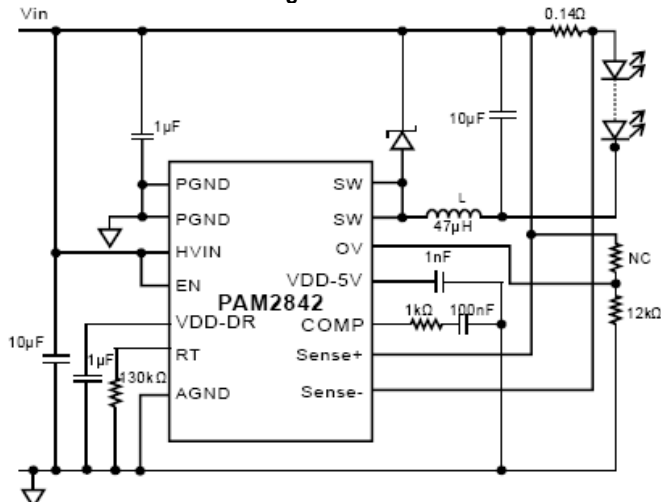 Vin
0.14Ω
1μF
10μF
PGND
SW
PGND
SW
L
47μH
HVIN
OV
1nF
NC
EN
VDD-5V
PAM2842
12kΩ
VDD-DR
COMP
1kΩ
100nF
10μF
1μF
RT
Sense+
130kΩ
AGND
Sense-